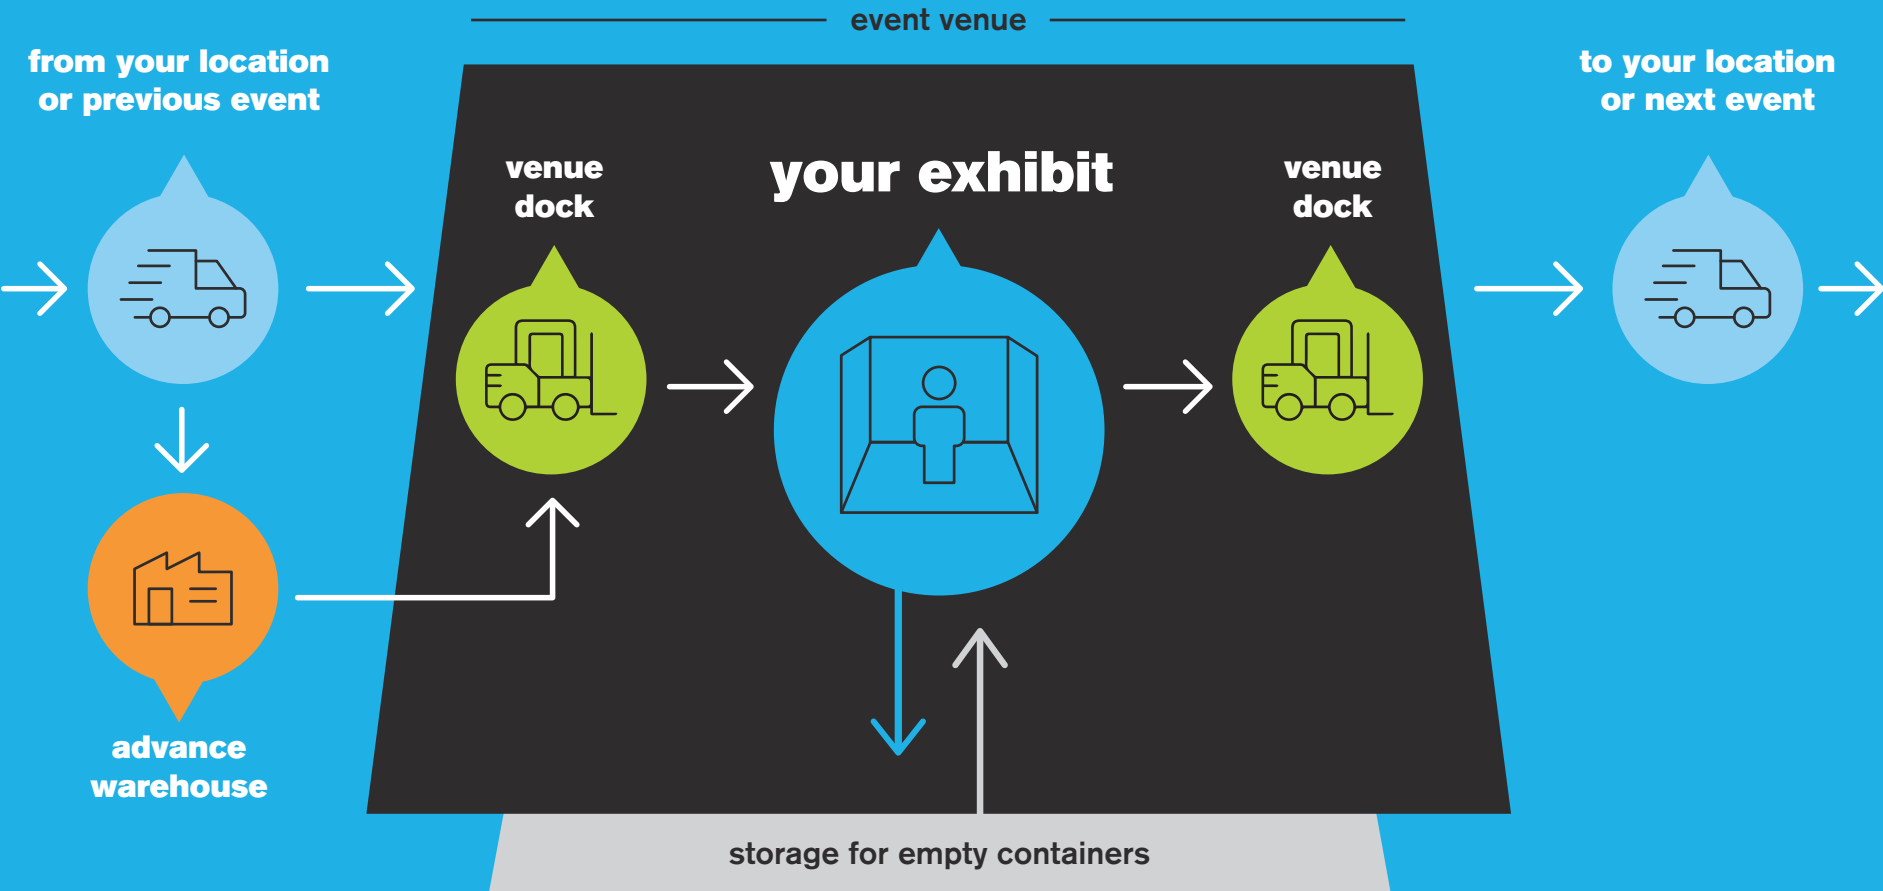 event venue
from your location
or previous event
to your location
or next event
venue
dock
your exhibit
venue
dock
advance
warehouse
storage for empty containers